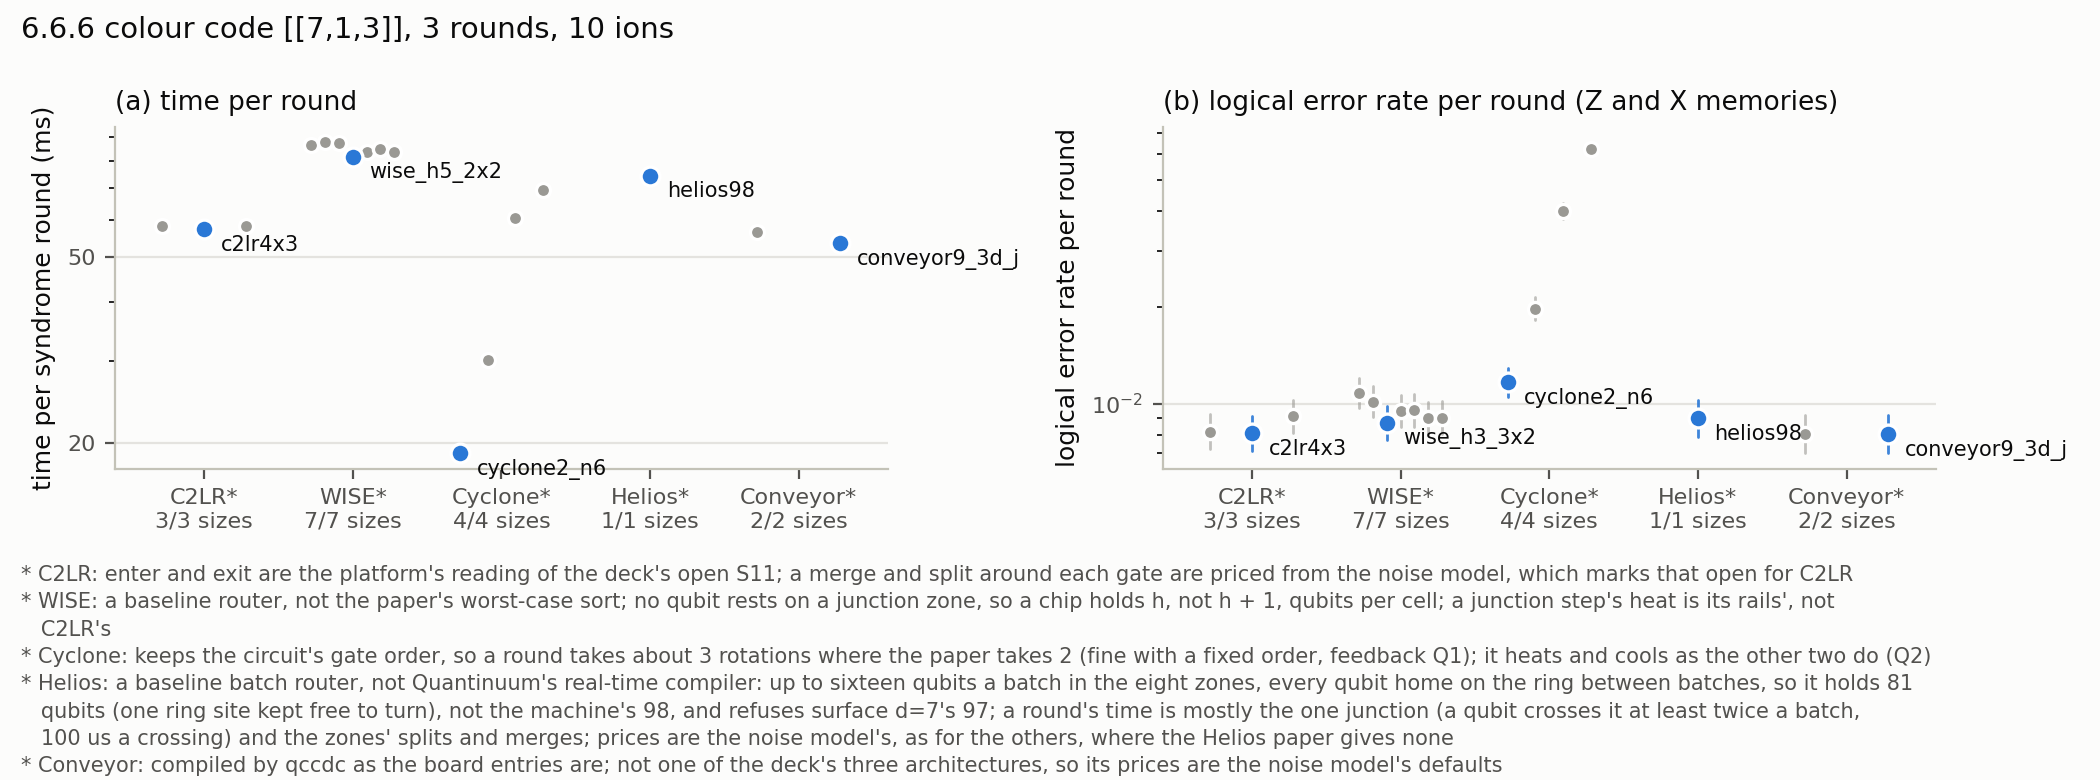 6.6.6 colour code [[7,1,3]], 3 rounds, 10 ions
(a) time per round
time per syndrome round (ms)
50
20
c2lr4x3
wise_h5_2x2
cyclone2_n6
helios98
conveyor9_3d_j
C2LR*
3/3 sizes
WISE*
7/7 sizes
Cyclone*
4/4 sizes
Helios*
1/1 sizes
Conveyor*
2/2 sizes
(b) logical error rate per round (Z and X memories)
logical error rate per round
10⁻²
c2lr4x3
wise_h3_3x2
cyclone2_n6
helios98
conveyor9_3d_j
C2LR*
3/3 sizes
WISE*
7/7 sizes
Cyclone*
4/4 sizes
Helios*
1/1 sizes
Conveyor*
2/2 sizes
* C2LR: enter and exit are the platform's reading of the deck's open S11; a merge and split around each gate are priced from the noise model, which marks that open for C2LR
* WISE: a baseline router, not the paper's worst-case sort; no qubit rests on a junction zone, so a chip holds h, not h + 1, qubits per cell; a junction step's heat is its rails', not
C2LR's
* Cyclone: keeps the circuit's gate order, so a round takes about 3 rotations where the paper takes 2 (fine with a fixed order, feedback Q1); it heats and cools as the other two do (Q2)
* Helios: a baseline batch router, not Quantinuum's real-time compiler: up to sixteen qubits a batch in the eight zones, every qubit home on the ring between batches, so it holds 81
qubits (one ring site kept free to turn), not the machine's 98, and refuses surface d=7's 97; a round's time is mostly the one junction (a qubit crosses it at least twice a batch,
100 us a crossing) and the zones' splits and merges; prices are the noise model's, as for the others, where the Helios paper gives none
* Conveyor: compiled by qccdc as the board entries are; not one of the deck's three architectures, so its prices are the noise model's defaults